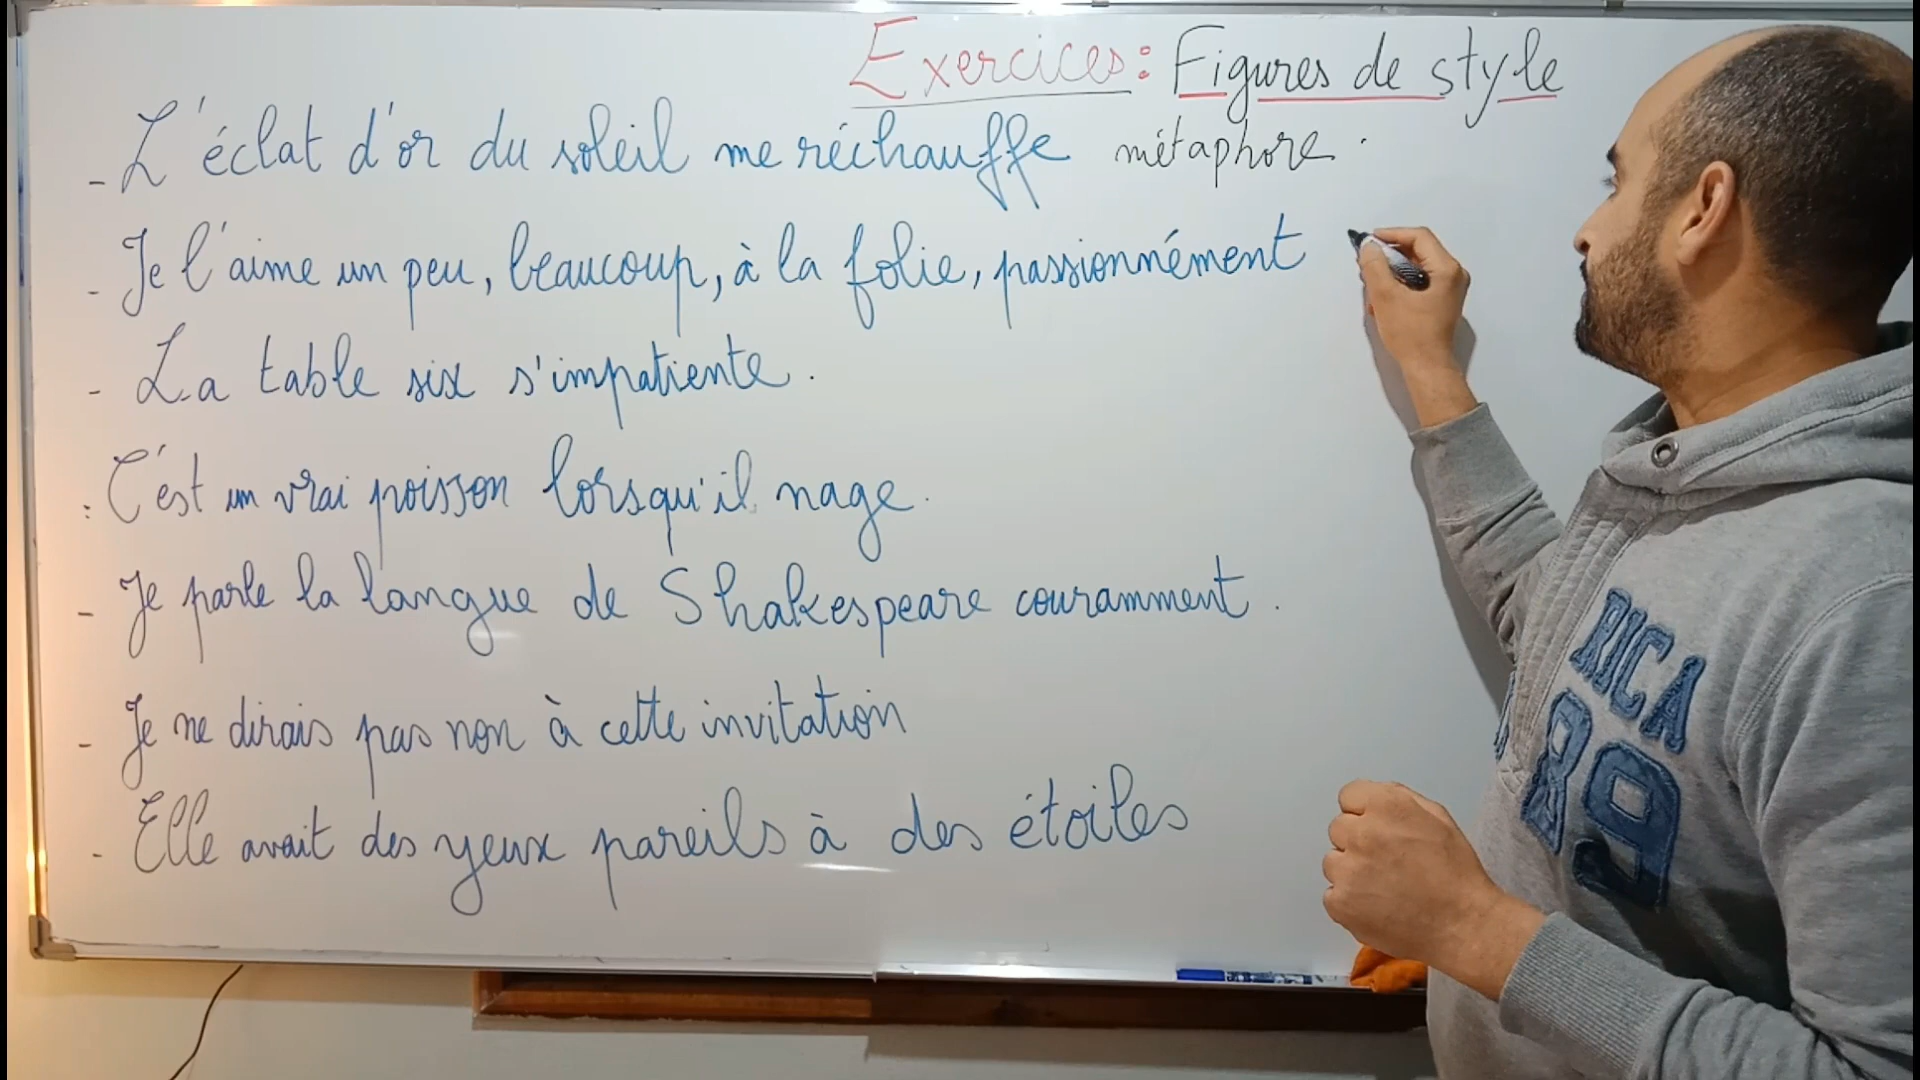 Exercices: Figures de style
- L'éclat d'or du soleil me réchauffe métaphore.
- Je l'aime un peu, beaucoup, à la folie, passionnément
- La table six s'impatiente.
- C'est un vrai poisson lorsqu'il nage.
- Je parle la langue de Shakespeare couramment.
- Je ne dirais pas non à cette invitation
- Elle avait des yeux pareils à des étoiles
RICA
89